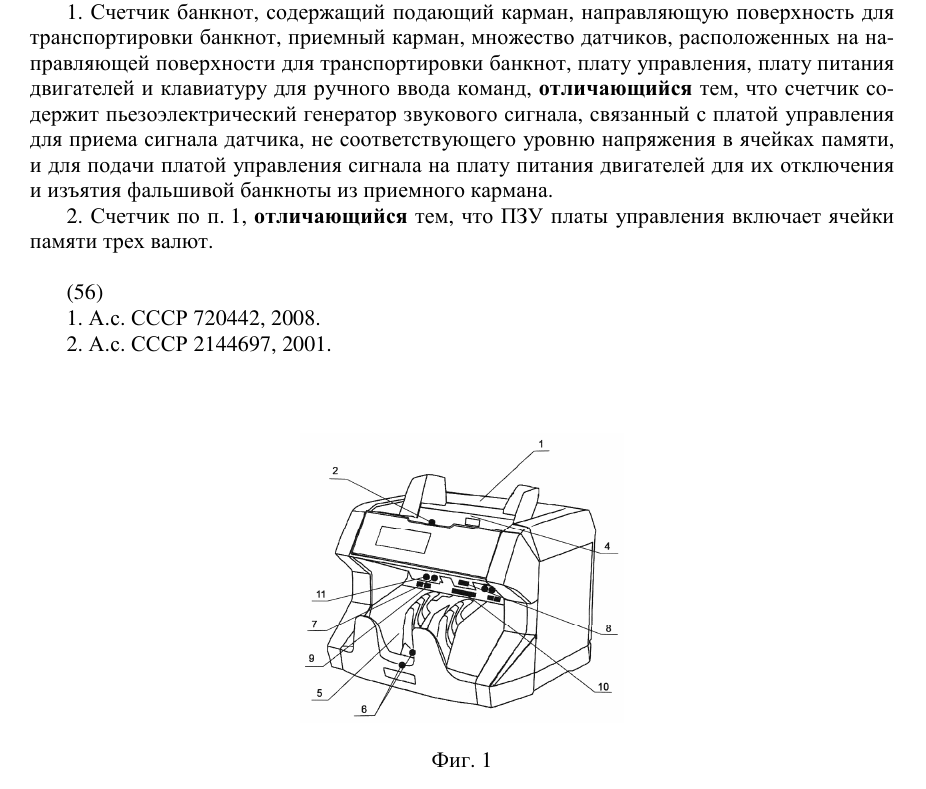 1. Счетчик банкнот, содержащий подающий карман, направляющую поверхность для
транспортировки банкнот, приемный карман, множество датчиков, расположенных на на-
правляющей поверхности для транспортировки банкнот, плату управления, плату питания
двигателей и клавиатуру для ручного ввода команд, отличающийся тем, что счетчик со-
держит пьезоэлектрический генератор звукового сигнала, связанный с платой управления
для приема сигнала датчика, не соответствующего уровню напряжения в ячейках памяти,
и для подачи платой управления сигнала на плату питания двигателей для их отключения
и изъятия фальшивой банкноты из приемного кармана.
2. Счетчик по п. 1, отличающийся тем, что ПЗУ платы управления включает ячейки
памяти трех валют.
(56)
1. А.с. СССР 720442, 2008.
2. А.с. СССР 2144697, 2001.
1
2
4
11
7
8
9
5
10
6
Фиг. 1